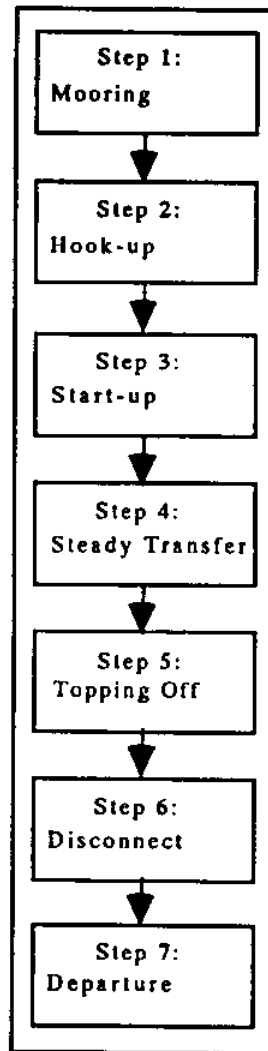 Step 1:
Mooring
Step 2:
Hook-up
Step 3:
Start-up
Step 4:
Steady Transfer
Step 5:
Topping Off
Step 6:
Disconnect
Step 7:
Departure